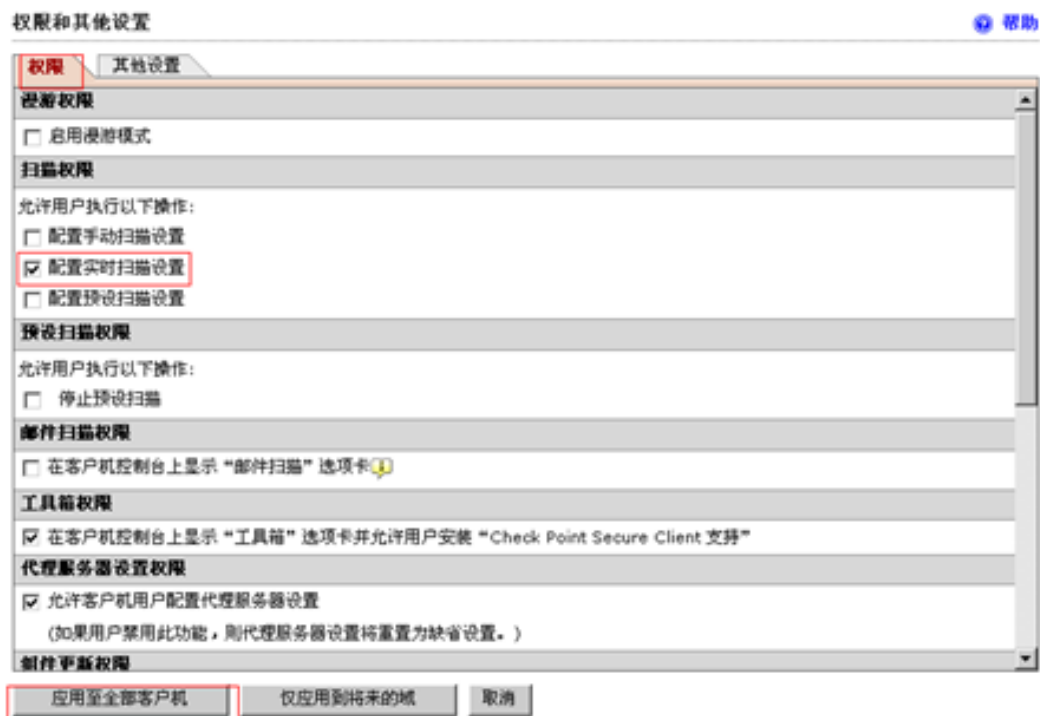 权限和其他设置
帮助
权限
其他设置
漫游权限
启用漫游模式
扫描权限
允许用户执行以下操作:
配置手动扫描设置
配置实时扫描设置
配置预设扫描设置
预设扫描权限
允许用户执行以下操作:
停止预设扫描
邮件扫描权限
在客户机控制台上显示“邮件扫描”选项卡
工具箱权限
在客户机控制台上显示“工具箱”选项卡并允许用户安装“Check Point Secure Client 支持”
代理服务器设置权限
允许客户机用户配置代理服务器设置
(如果用户禁用此功能，则代理服务器设置将重置为缺省设置。)
组件更新权限
应用至全部客户机
仅应用到将来的域
取消